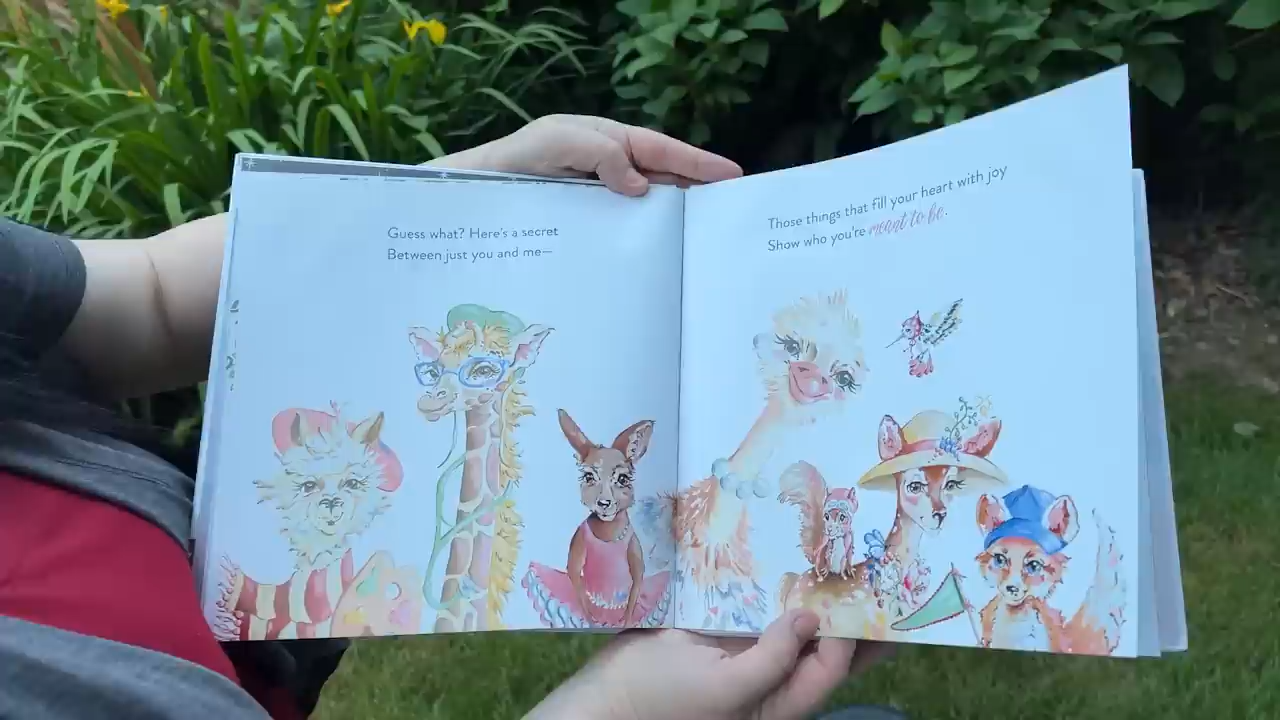 Guess what? Here's a secret
Between just you and me—
Those things that fill your heart with joy
Show who you're meant to be.